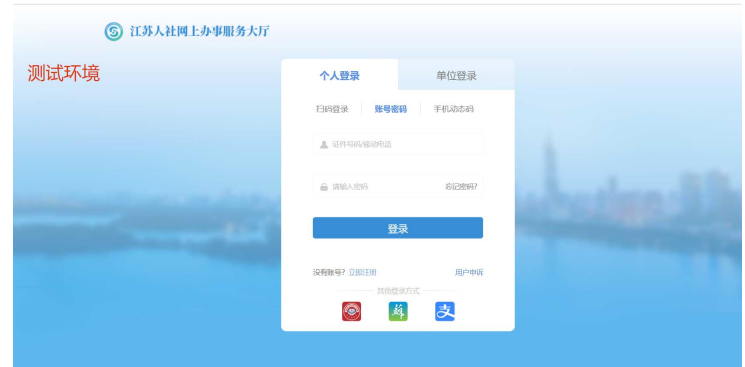 江苏人社网上办事服务大厅
测试环境
个人登录 单位登录
扫码登录 账号密码 手机动态码
证件号码/移动电话
请输入密码 忘记密码?
登录
没有账号? 立即注册 用户申诉
其他登录方式
蘇 支